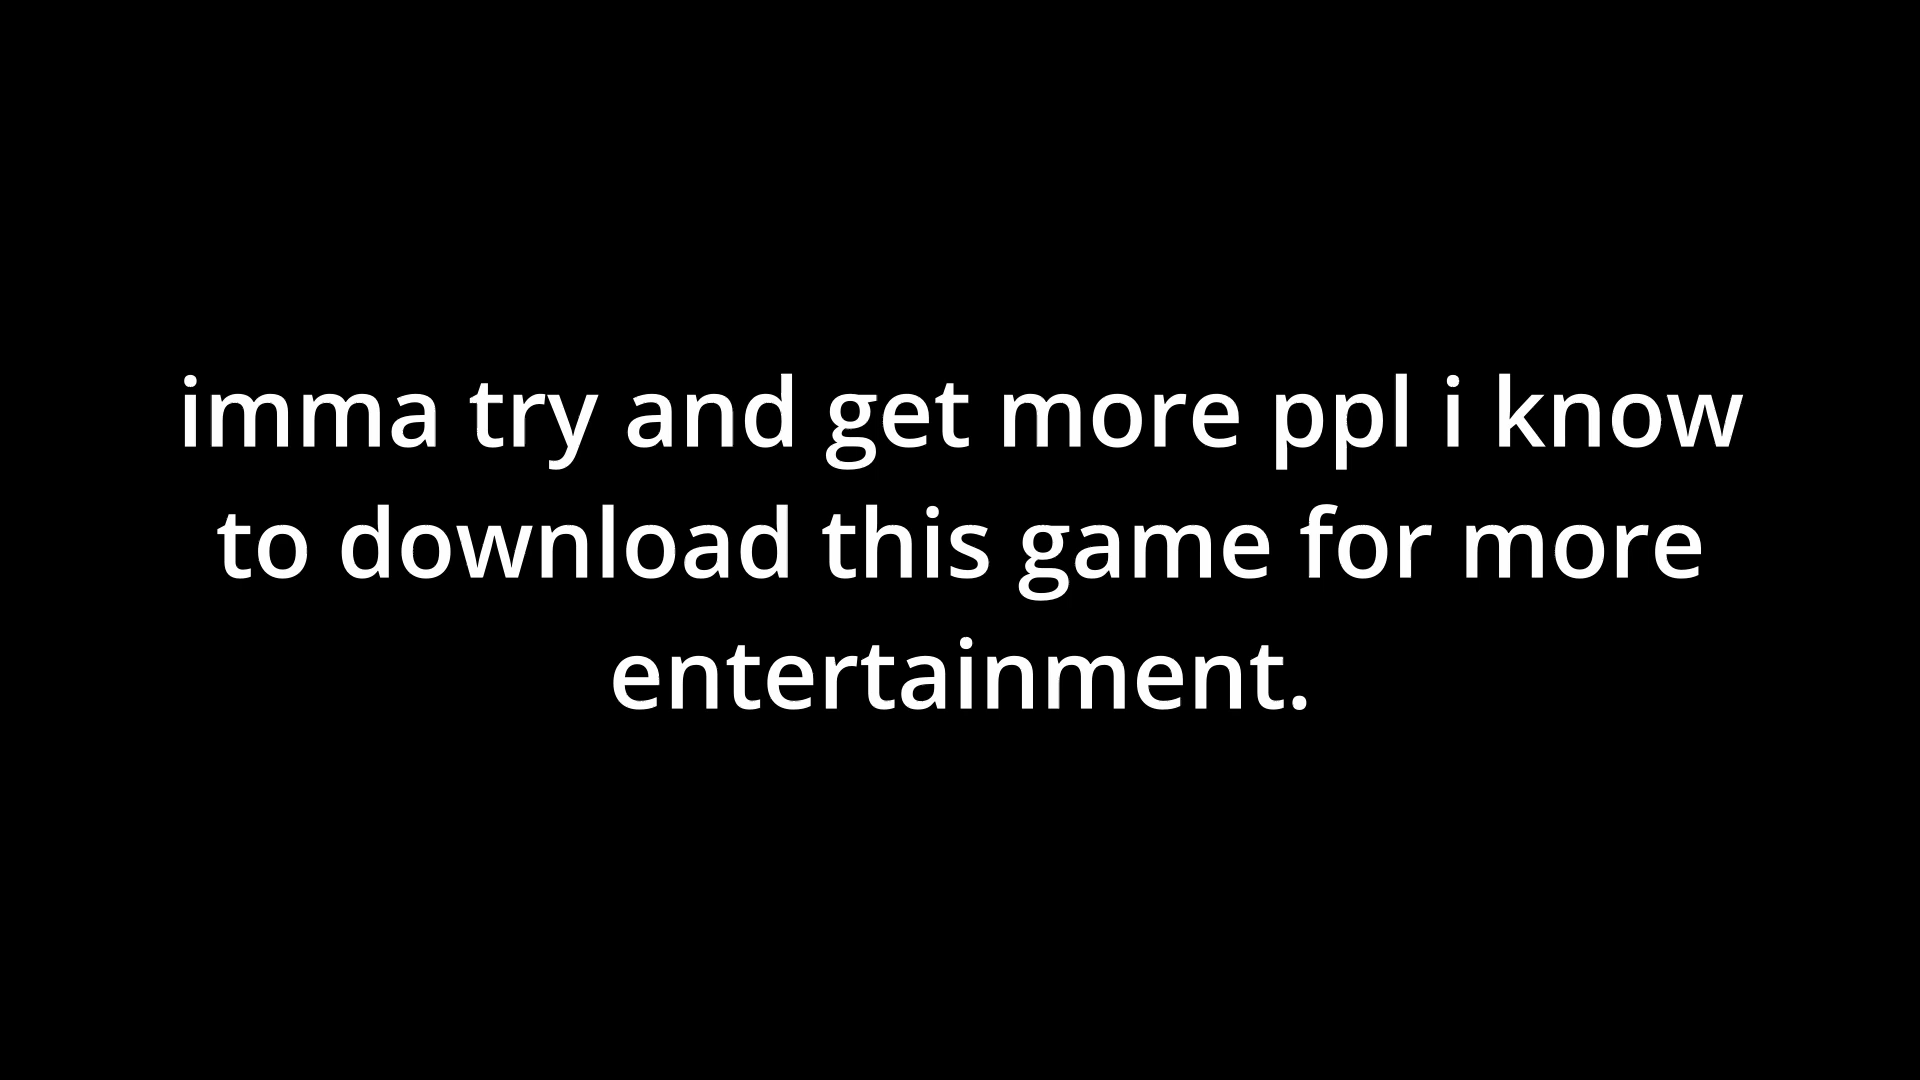 imma try and get more ppl i know
to download this game for more
entertainment.